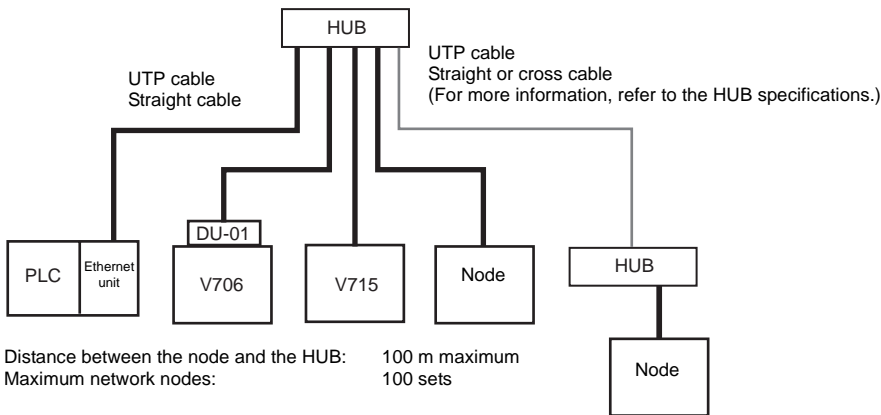 HUB
UTP cable
Straight cable
UTP cable
Straight or cross cable
(For more information, refer to the HUB specifications.)
DU-01
PLC
Ethernet
unit
V706
V715
Node
HUB
Distance between the node and the HUB: 100 m maximum
Maximum network nodes: 100 sets
Node